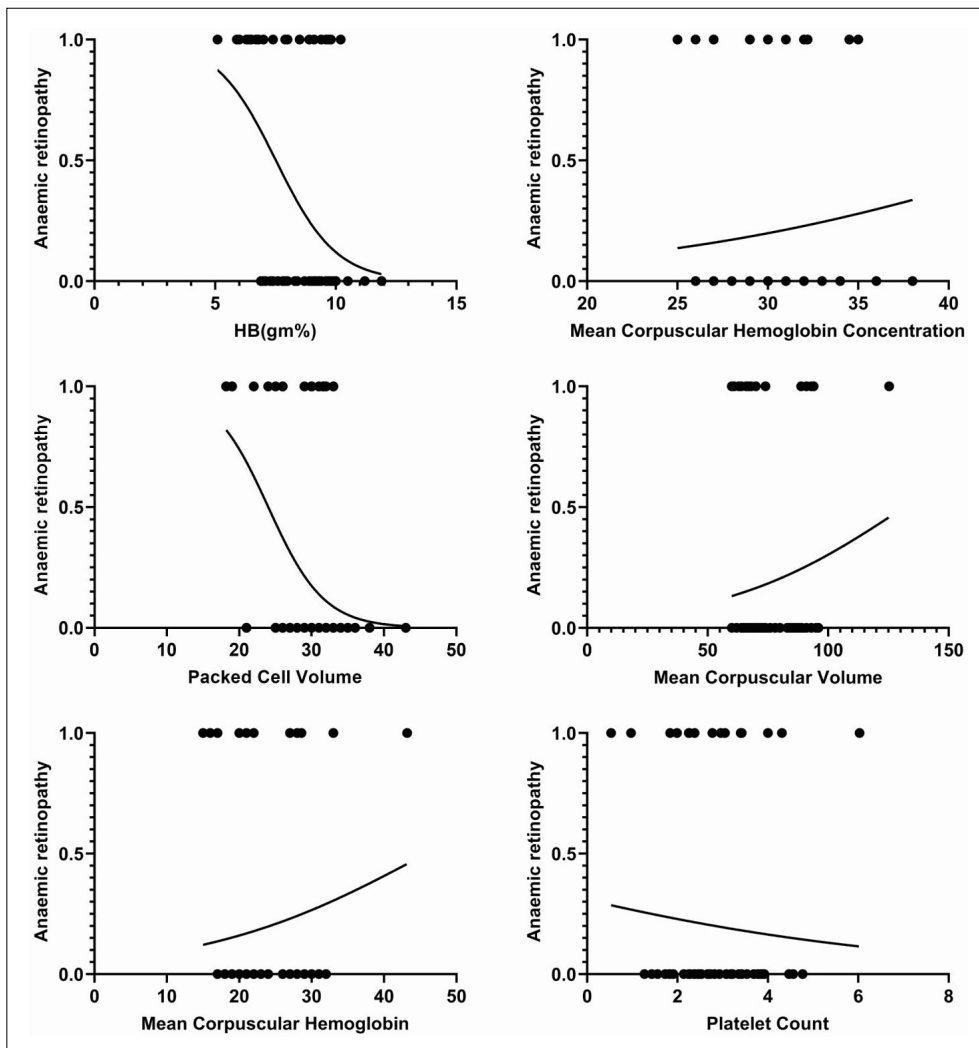 1.0
0.5
0.0
Anaemic retinopathy
0 5 10 15
HB(gm%)
1.0
0.5
0.0
Anaemic retinopathy
20 25 30 35 40
Mean Corpuscular Hemoglobin Concentration
1.0
0.5
0.0
Anaemic retinopathy
0 10 20 30 40 50
Packed Cell Volume
1.0
0.5
0.0
Anaemic retinopathy
0 50 100 150
Mean Corpuscular Volume
1.0
0.5
0.0
Anaemic retinopathy
0 10 20 30 40 50
Mean Corpuscular Hemoglobin
1.0
0.5
0.0
Anaemic retinopathy
0 2 4 6 8
Platelet Count